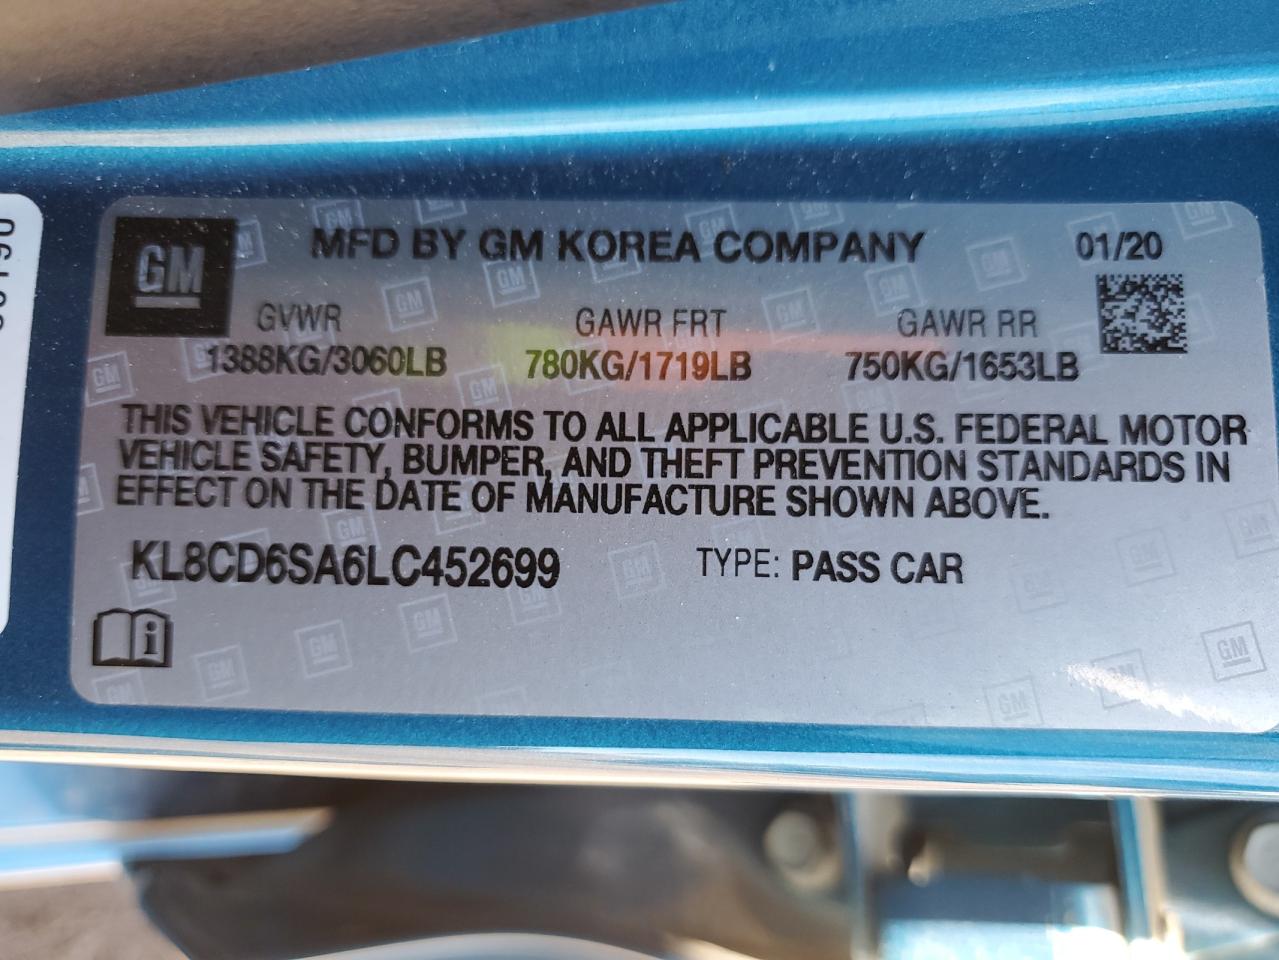 GM
MFD BY GM KOREA COMPANY 01/20
GVWR GAWR FRT GAWR RR
1388KG/3060LB 780KG/1719LB 750KG/1653LB
THIS VEHICLE CONFORMS TO ALL APPLICABLE U.S. FEDERAL MOTOR
VEHICLE SAFETY, BUMPER, AND THEFT PREVENTION STANDARDS IN
EFFECT ON THE DATE OF MANUFACTURE SHOWN ABOVE.
KL8CD6SA6LC452699 TYPE: PASS CAR